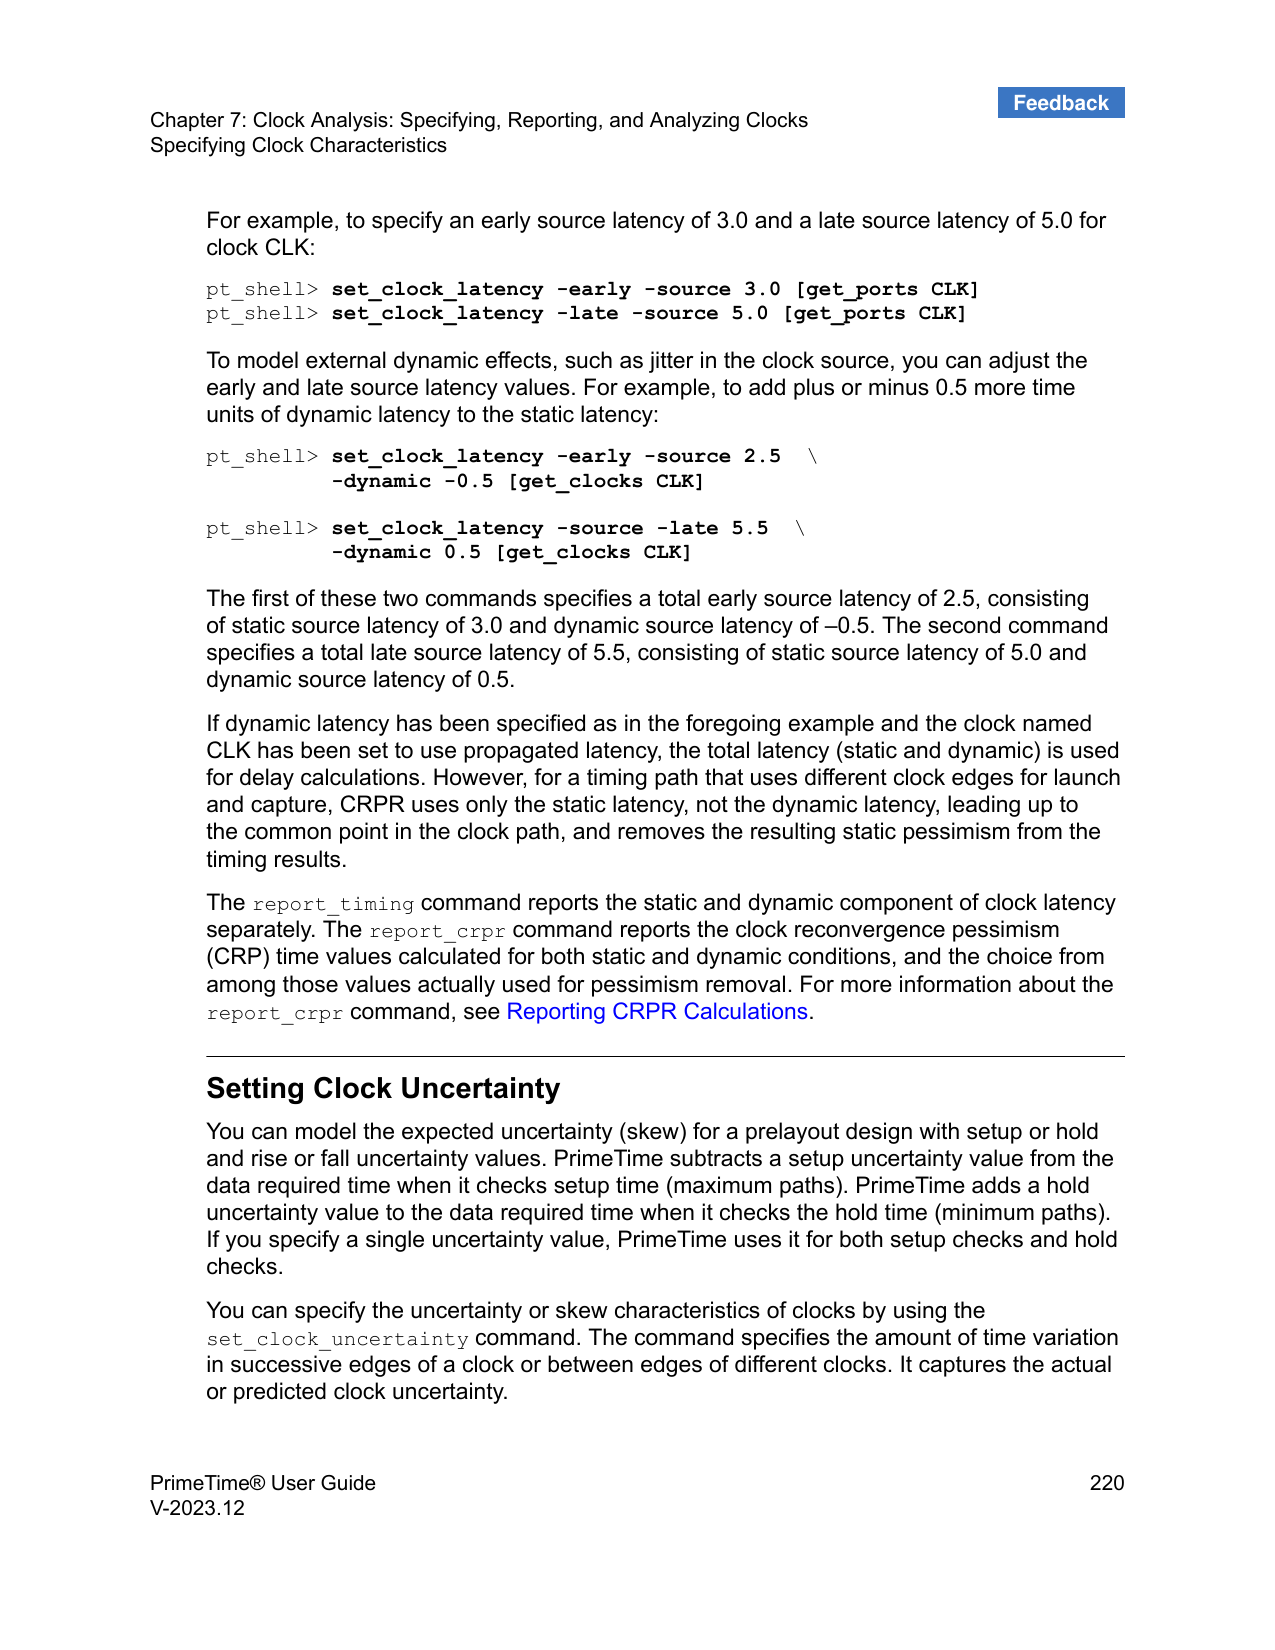 Feedback
Chapter 7: Clock Analysis: Specifying, Reporting, and Analyzing Clocks
Specifying Clock Characteristics
For example, to specify an early source latency of 3.0 and a late source latency of 5.0 for
clock CLK:
pt_shell> set_clock_latency -early -source 3.0 [get_ports CLK]
pt_shell> set_clock_latency -late -source 5.0 [get_ports CLK]
To model external dynamic effects, such as jitter in the clock source, you can adjust the
early and late source latency values. For example, to add plus or minus 0.5 more time
units of dynamic latency to the static latency:
pt_shell> set_clock_latency -early -source 2.5  \
-dynamic -0.5 [get_clocks CLK]
pt_shell> set_clock_latency -source -late 5.5  \
-dynamic 0.5 [get_clocks CLK]
The first of these two commands specifies a total early source latency of 2.5, consisting
of static source latency of 3.0 and dynamic source latency of –0.5. The second command
specifies a total late source latency of 5.5, consisting of static source latency of 5.0 and
dynamic source latency of 0.5.
If dynamic latency has been specified as in the foregoing example and the clock named
CLK has been set to use propagated latency, the total latency (static and dynamic) is used
for delay calculations. However, for a timing path that uses different clock edges for launch
and capture, CRPR uses only the static latency, not the dynamic latency, leading up to
the common point in the clock path, and removes the resulting static pessimism from the
timing results.
The report_timing command reports the static and dynamic component of clock latency
separately. The report_crpr command reports the clock reconvergence pessimism
(CRP) time values calculated for both static and dynamic conditions, and the choice from
among those values actually used for pessimism removal. For more information about the
report_crpr command, see Reporting CRPR Calculations.
Setting Clock Uncertainty
You can model the expected uncertainty (skew) for a prelayout design with setup or hold
and rise or fall uncertainty values. PrimeTime subtracts a setup uncertainty value from the
data required time when it checks setup time (maximum paths). PrimeTime adds a hold
uncertainty value to the data required time when it checks the hold time (minimum paths).
If you specify a single uncertainty value, PrimeTime uses it for both setup checks and hold
checks.
You can specify the uncertainty or skew characteristics of clocks by using the
set_clock_uncertainty command. The command specifies the amount of time variation
in successive edges of a clock or between edges of different clocks. It captures the actual
or predicted clock uncertainty.
PrimeTime® User Guide
220
V-2023.12